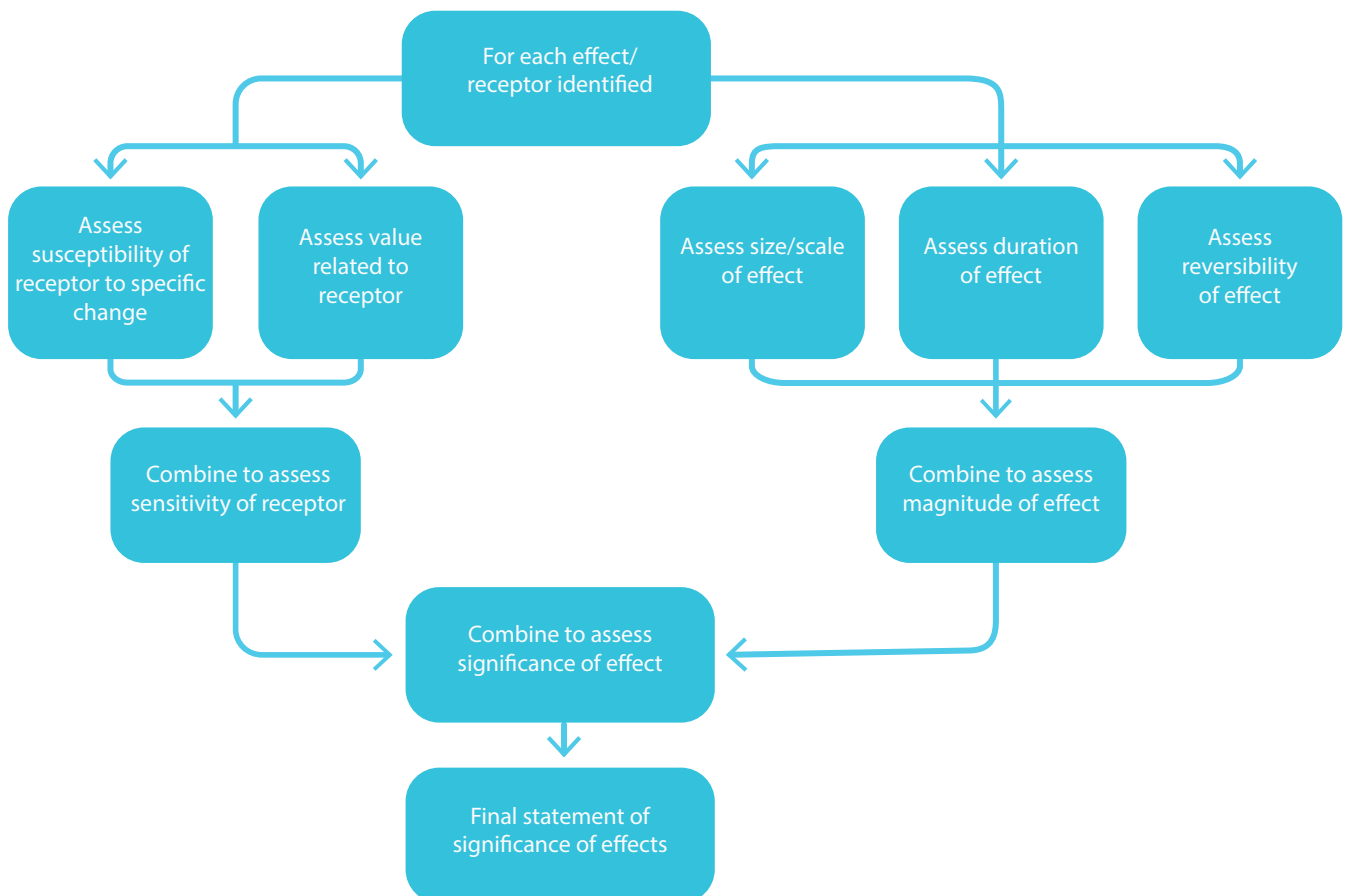 For each effect/
receptor identified
Assess
susceptibility of
receptor to specific
change
Assess value
related to
receptor
Assess size/scale
of effect
Assess duration
of effect
Assess
reversibility
of effect
Combine to assess
sensitivity of receptor
Combine to assess
magnitude of effect
Combine to assess
significance of effect
Final statement of
significance of effects